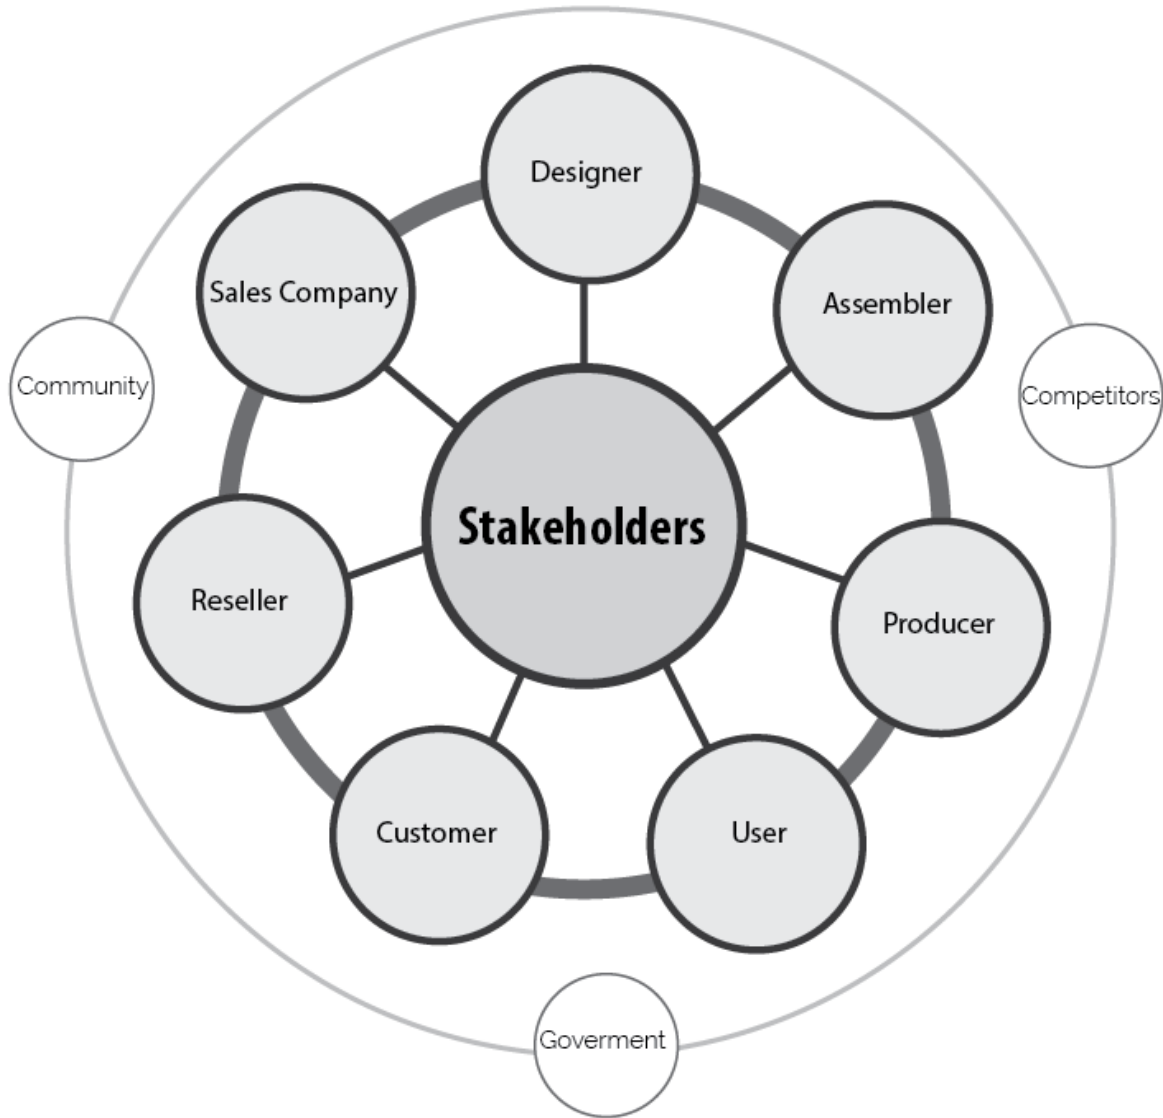 Designer
Sales Company
Assembler
Community
Competitors
Stakeholders
Reseller
Producer
Customer
User
Goverment